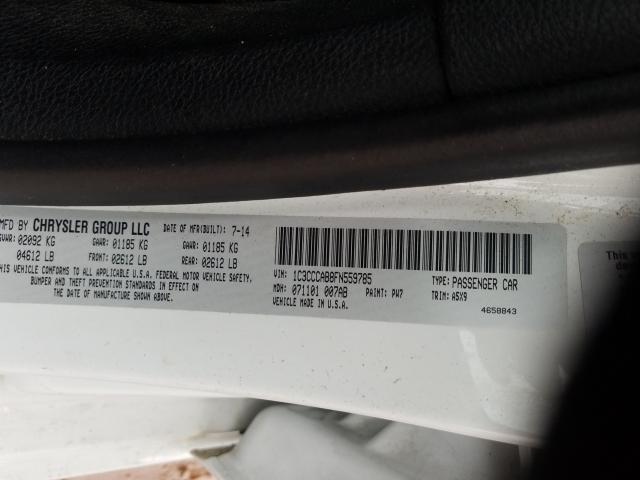 MFD BY CHRYSLER GROUP LLC DATE OF MFR(BUILT): 7-14
GVWR: 02092 KG GAWR: 01185 KG GAWR: 01185 KG
04612 LB FRONT: 02612 LB REAR: 02612 LB
THIS VEHICLE CONFORMS TO ALL APPLICABLE U.S.A. FEDERAL MOTOR VEHICLE SAFETY,
BUMPER AND THEFT PREVENTION STANDARDS IN EFFECT ON
THE DATE OF MANUFACTURE SHOWN ABOVE.
VIN: 1C3CCCAB8FN559785 TYPE: PASSENGER CAR
MDH: 071101 007AB PAINT: PW7 TRIM: A5X9
VEHICLE MADE IN U.S.A. 4658843
This